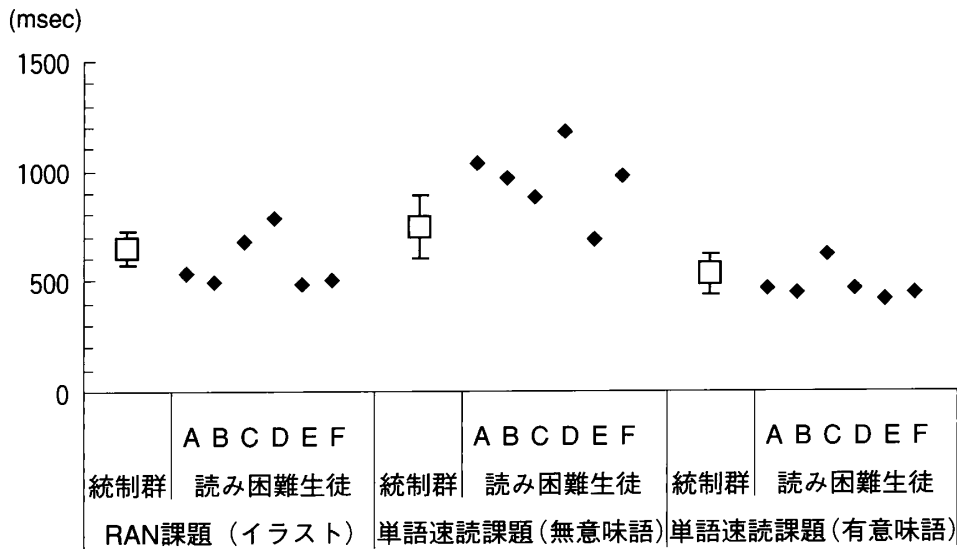 (msec)
1500
1000
500
0
A B C D E F A B C D E F A B C D E F
統制群 読み困難生徒 統制群 読み困難生徒 統制群 読み困難生徒
RAN課題（イラスト） 単語速読課題（無意味語） 単語速読課題（有意味語）